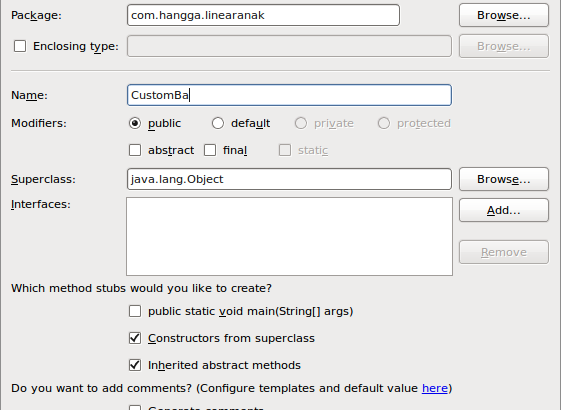 Package: com.hangga.linearanak Browse...
Enclosing type: Browse...
Name: CustomBa
Modifiers: public default private protected
abstract final static
Superclass: java.lang.Object Browse...
Interfaces: Add...
Remove
Which method stubs would you like to create?
public static void main(String[] args)
Constructors from superclass
Inherited abstract methods
Do you want to add comments? (Configure templates and default value here)
Generate comments